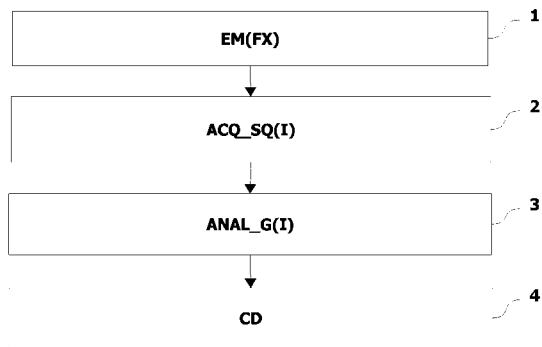 1
EM(FX)
2
ACQ_SQ(I)
3
ANAL_G(I)
4
CD